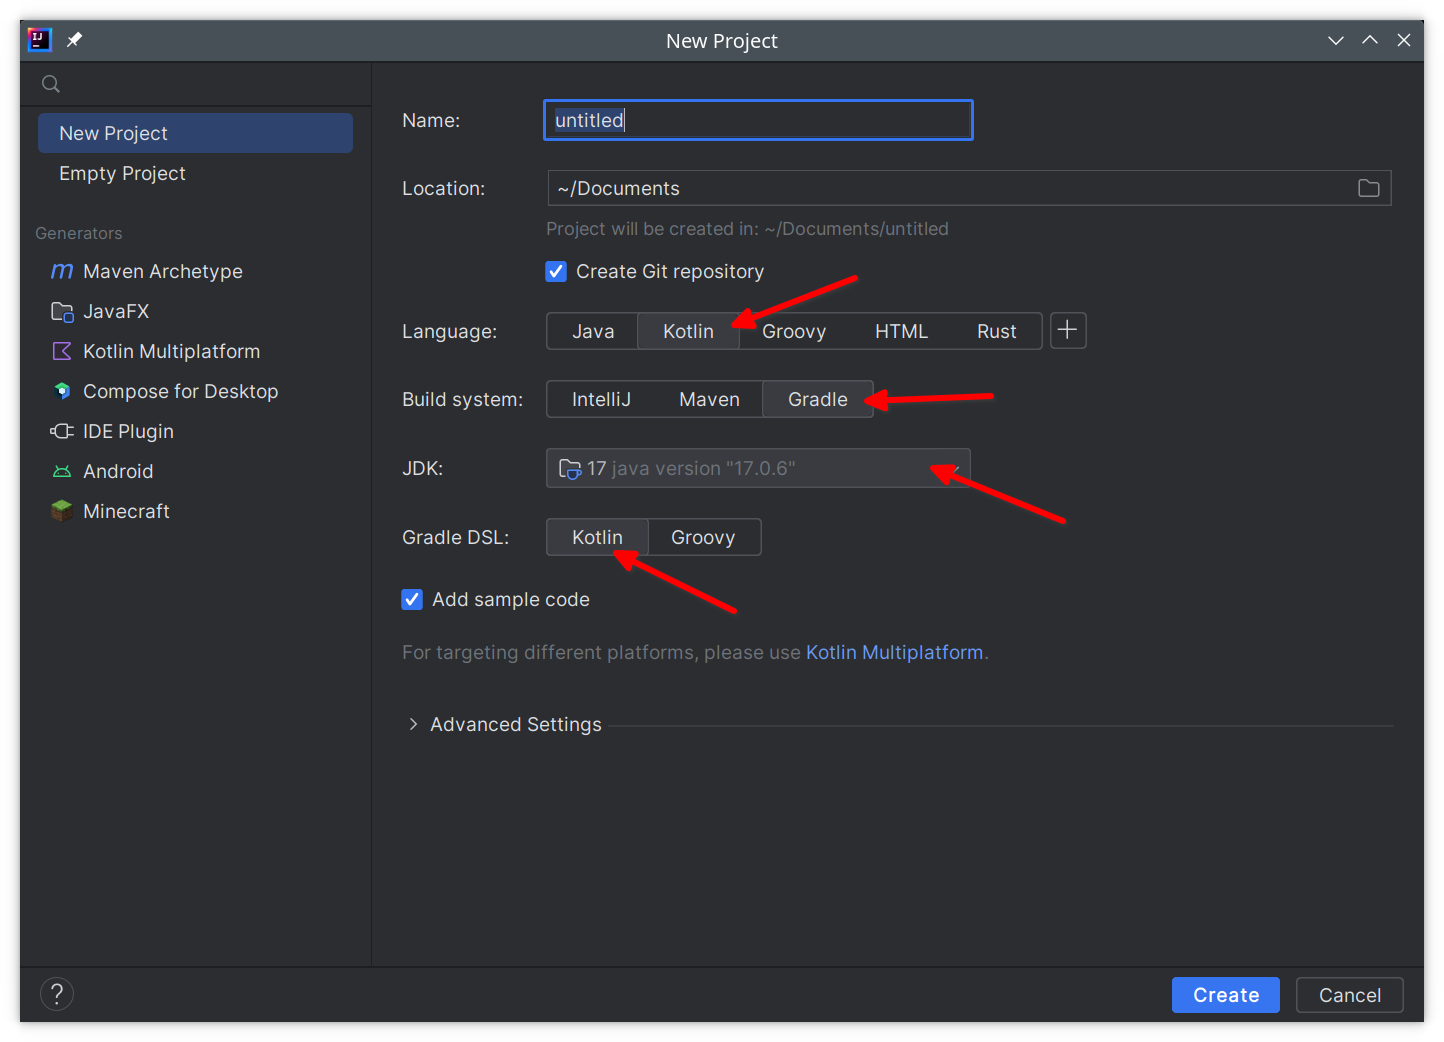 IJ
New Project
New Project
Empty Project
Generators
m Maven Archetype
JavaFX
Kotlin Multiplatform
Compose for Desktop
IDE Plugin
Android
Minecraft
Name: untitled
Location: ~/Documents
Project will be created in: ~/Documents/untitled
Create Git repository
Language: Java Kotlin Groovy HTML Rust +
Build system: IntelliJ Maven Gradle
JDK: 17 java version "17.0.6"
Gradle DSL: Kotlin Groovy
Add sample code
For targeting different platforms, please use Kotlin Multiplatform.
Advanced Settings
? Create Cancel